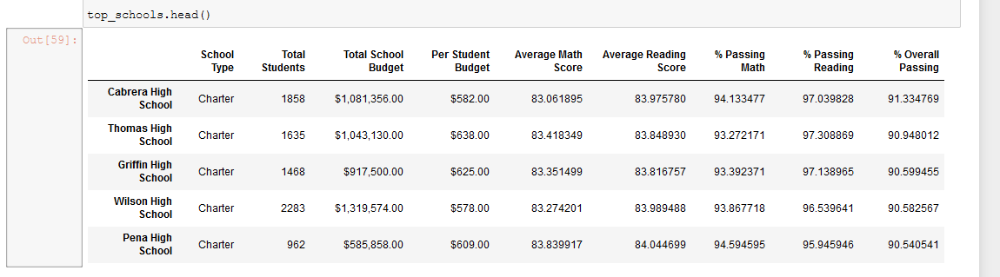 top_schools.head()
Out[59]:
School Type Total Students Total School Budget Per Student Budget Average Math Score Average Reading Score % Passing Math % Passing Reading % Overall Passing
Cabrera High School Charter 1858 $1,081,356.00 $582.00 83.061895 83.975780 94.133477 97.039828 91.334769
Thomas High School Charter 1635 $1,043,130.00 $638.00 83.418349 83.848930 93.272171 97.308869 90.948012
Griffin High School Charter 1468 $917,500.00 $625.00 83.351499 83.816757 93.392371 97.138965 90.599455
Wilson High School Charter 2283 $1,319,574.00 $578.00 83.274201 83.989488 93.867718 96.539641 90.582567
Pena High School Charter 962 $585,858.00 $609.00 83.839917 84.044699 94.594595 95.945946 90.540541